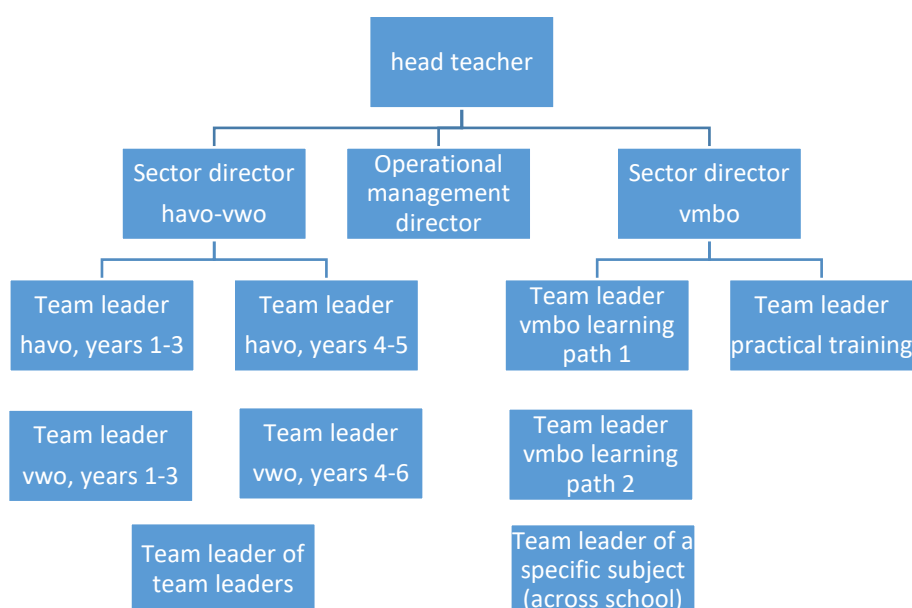 head teacher
Sector director
havo-vwo
Operational
management
director
Sector director
vmbo
Team leader
havo, years 1-3
Team leader
havo, years 4-5
Team leader
vmbo learning
path 1
Team leader
practical training
Team leader
vwo, years 1-3
Team leader
vwo, years 4-6
Team leader
vmbo learning
path 2
Team leader of
team leaders
Team leader of a
specific subject
(across school)